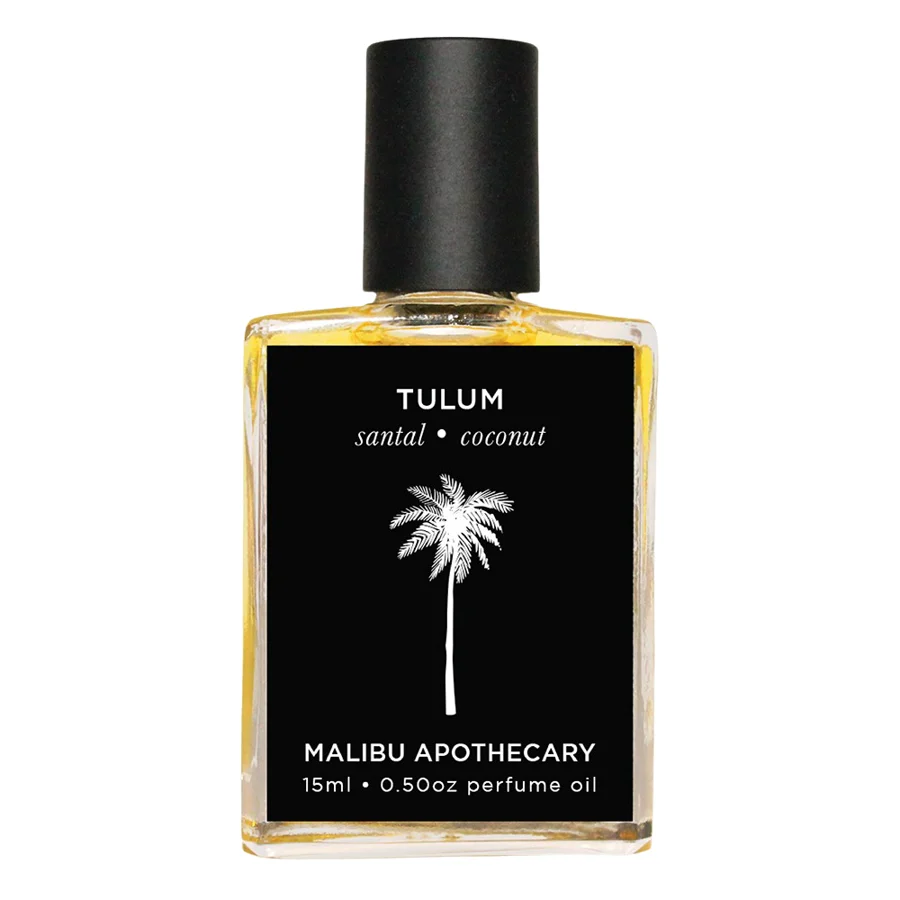 TULUM
santal • coconut
MALIBU APOTHECARY
15ml • 0.50oz perfume oil